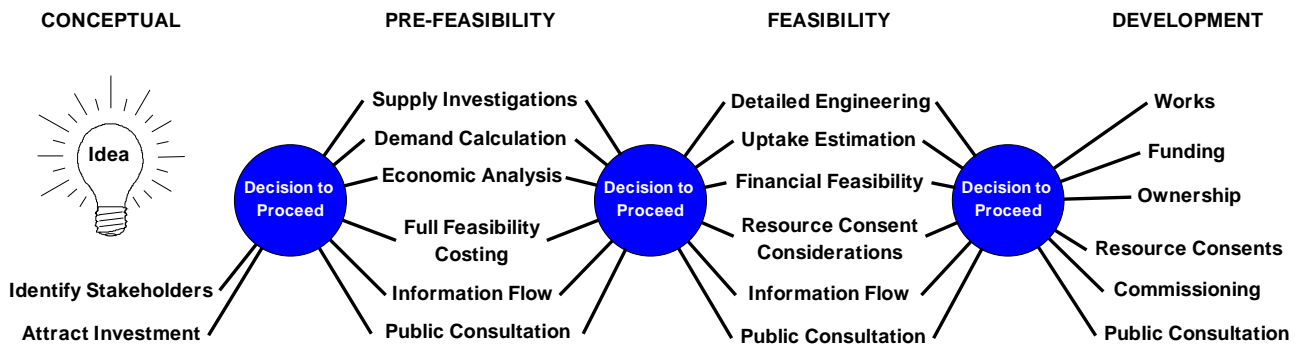 CONCEPTUAL
PRE-FEASIBILITY
FEASIBILITY
DEVELOPMENT
Idea
Identify Stakeholders
Attract Investment
Decision to
Proceed
Supply Investigations
Demand Calculation
Economic Analysis
Full Feasibility
Costing
Information Flow
Public Consultation
Decision to
Proceed
Detailed Engineering
Uptake Estimation
Financial Feasibility
Resource Consent
Considerations
Information Flow
Public Consultation
Decision to
Proceed
Works
Funding
Ownership
Resource Consents
Commissioning
Public Consultation